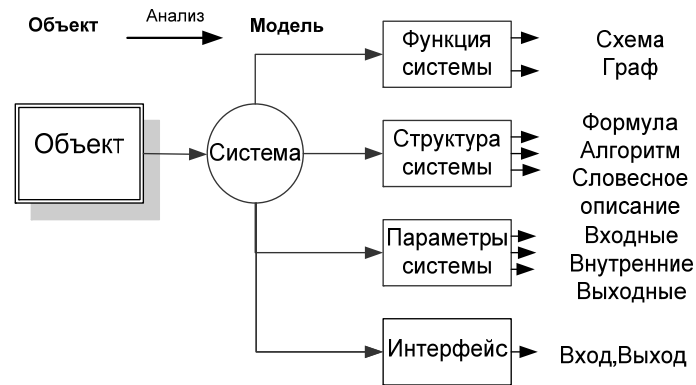 Объект
Анализ
Модель
Объект
Система
Функция
системы
Схема
Граф
Структура
системы
Формула
Алгоритм
Словесное
описание
Параметры
системы
Входные
Внутренние
Выходные
Интерфейс
Вход,Выход